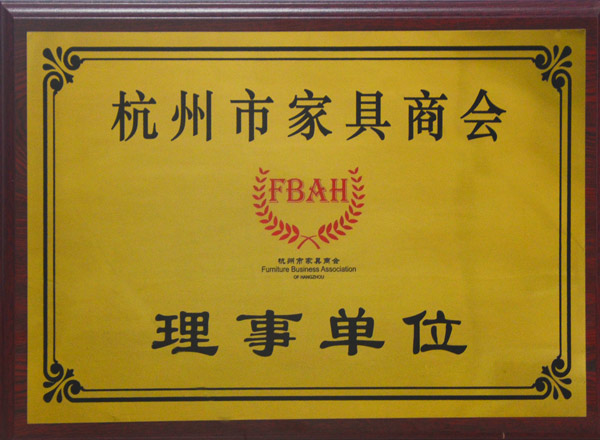 杭州市家具商会
FBAH
杭州市家具商会
Furniture Business Association
OF HANGZHOU
理事单位